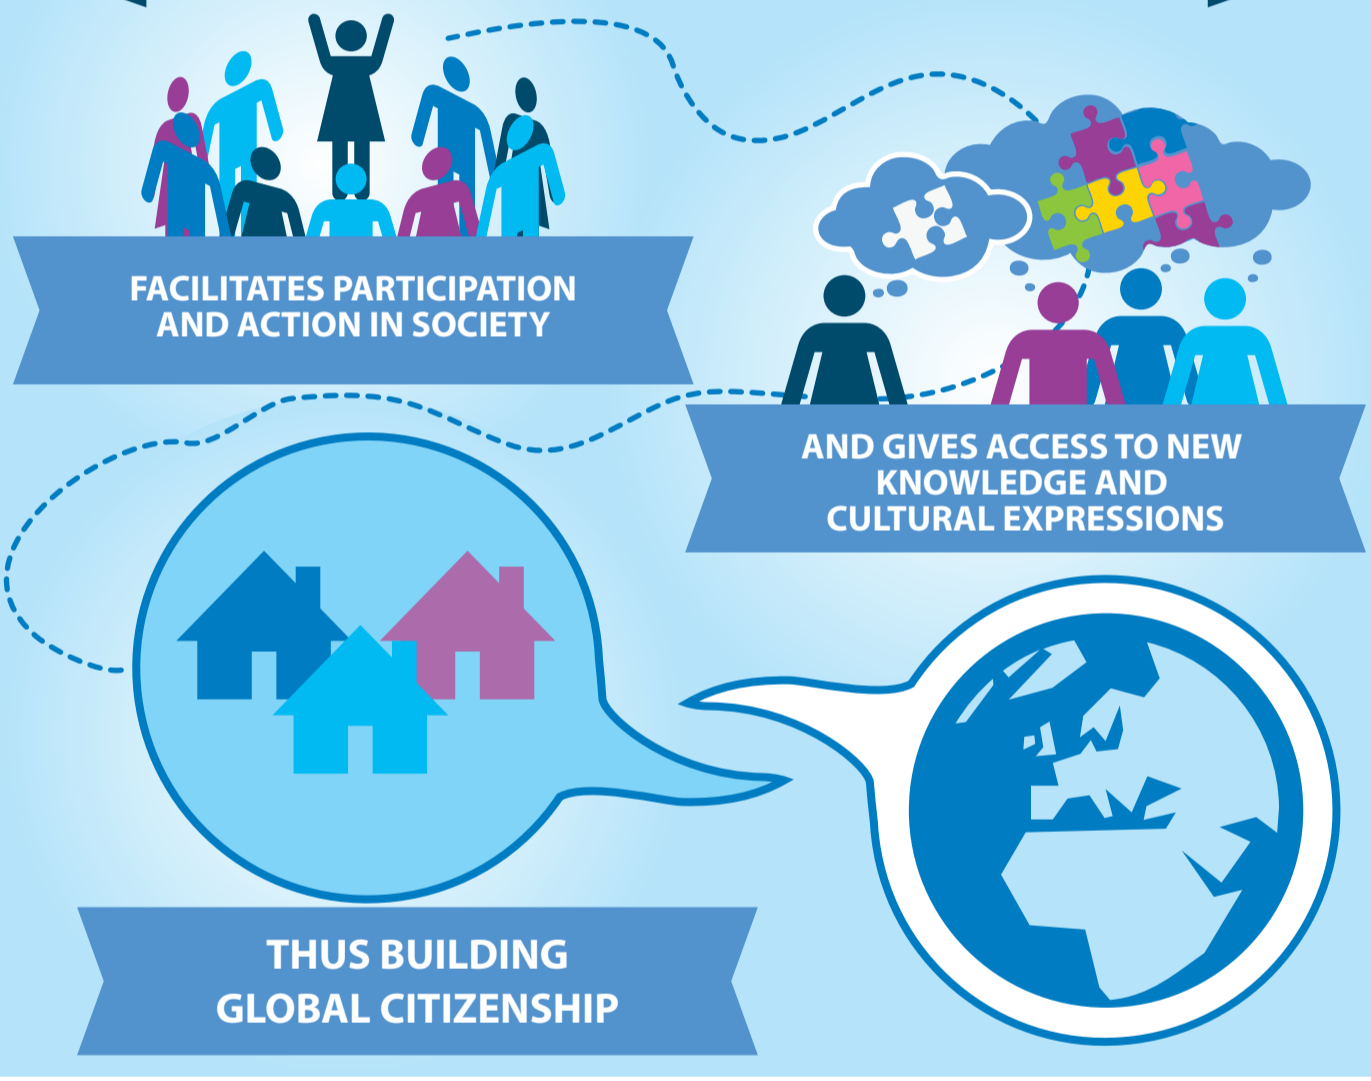 FACILITATES PARTICIPATION
AND ACTION IN SOCIETY
AND GIVES ACCESS TO NEW
KNOWLEDGE AND
CULTURAL EXPRESSIONS
THUS BUILDING
GLOBAL CITIZENSHIP